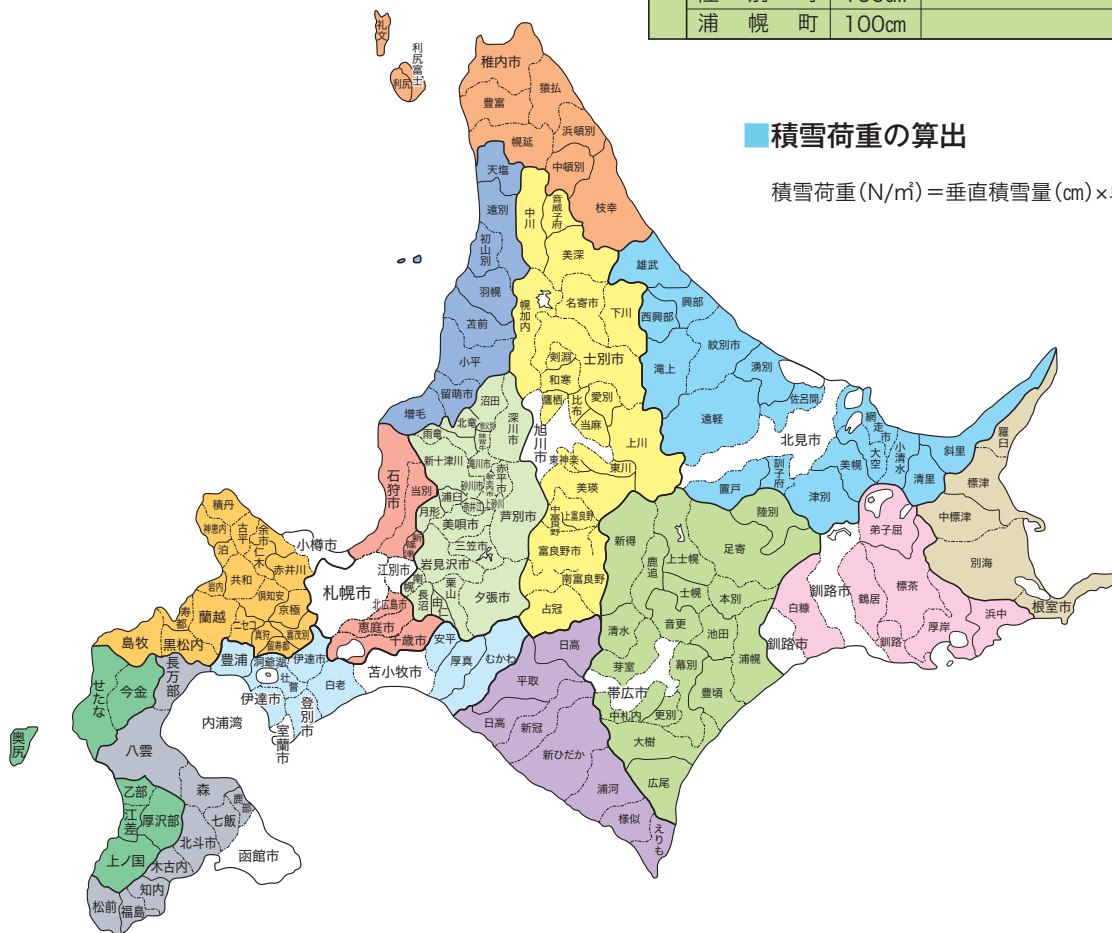 浦幌町 100㎝
■積雪荷重の算出
積雪荷重(N/㎡)＝垂直積雪量(㎝)×
礼文
利尻富士
利尻
稚内市
猿払
豊富
浜頓別
幌延
中頓別
枝幸
天塩
遠別
初山別
羽幌
苫前
小平
留萌市
増毛
中川
音威子府
美深
名寄市
下川
幌加内
士別市
剣淵
和寒
鷹栖
比布
愛別
当麻
上川
旭川市
東神楽
東川
美瑛
上富良野
中富良野
富良野市
南富良野
占冠
雄武
興部
西興部
紋別市
滝上
湧別
佐呂間
遠軽
北見市
網走市
大空
小清水
斜里
清里
美幌
訓子府
置戸
津別
羅臼
標津
中標津
別海
根室市
沼田
深川市
北竜
雨竜
新十津川
滝川市
赤平市
砂川市
浦臼
芦別市
月形
美唄市
三笠市
岩見沢市
栗山
夕張市
南幌
長沼
由仁
石狩市
当別
新篠津
江別市
札幌市
北広島市
恵庭市
千歳市
小樽市
積丹
神恵内
古平
余市
仁木
泊
赤井川
共和
岩内
倶知安
蘭越
ニセコ
京極
真狩
喜茂別
留寿都
寿都
黒松内
島牧
豊浦
洞爺湖
伊達市
壮瞥
白老
伊達市
登別市
室蘭市
苫小牧市
安平
厚真
むかわ
日高
平取
日高
新冠
新ひだか
浦河
様似
えりも
陸別
足寄
新得
上士幌
鹿追
士幌
本別
音更
池田
清水
芽室
幕別
浦幌
帯広市
豊頃
中札内
更別
大樹
広尾
弟子屈
釧路市
標茶
鶴居
白糠
釧路市
釧路
厚岸
浜中
長万部
せたな
今金
奥尻
内浦湾
八雲
乙部
森
鹿部
江差
厚沢部
七飯
北斗市
上ノ国
木古内
函館市
知内
松前
福島